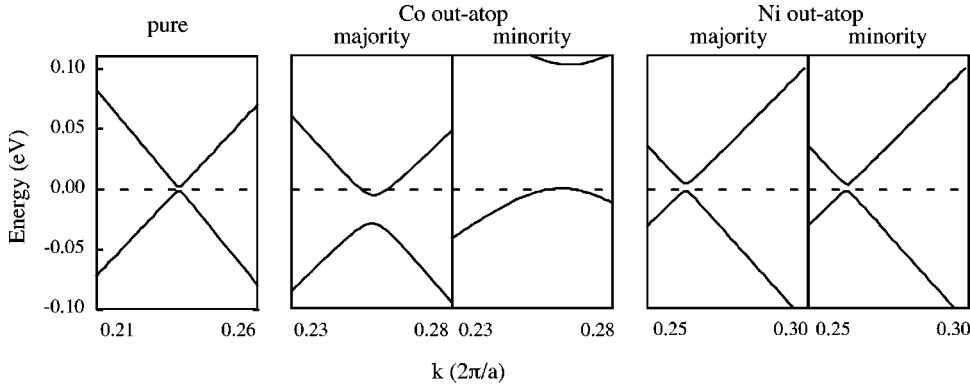 pure
Co out-atop
majority minority
Ni out-atop
majority minority
Energy (eV)
0.10
0.05
0.00
-0.05
-0.10
0.21 0.26
0.23 0.28 0.23 0.28
0.25 0.30 0.25 0.30
k (2π/a)